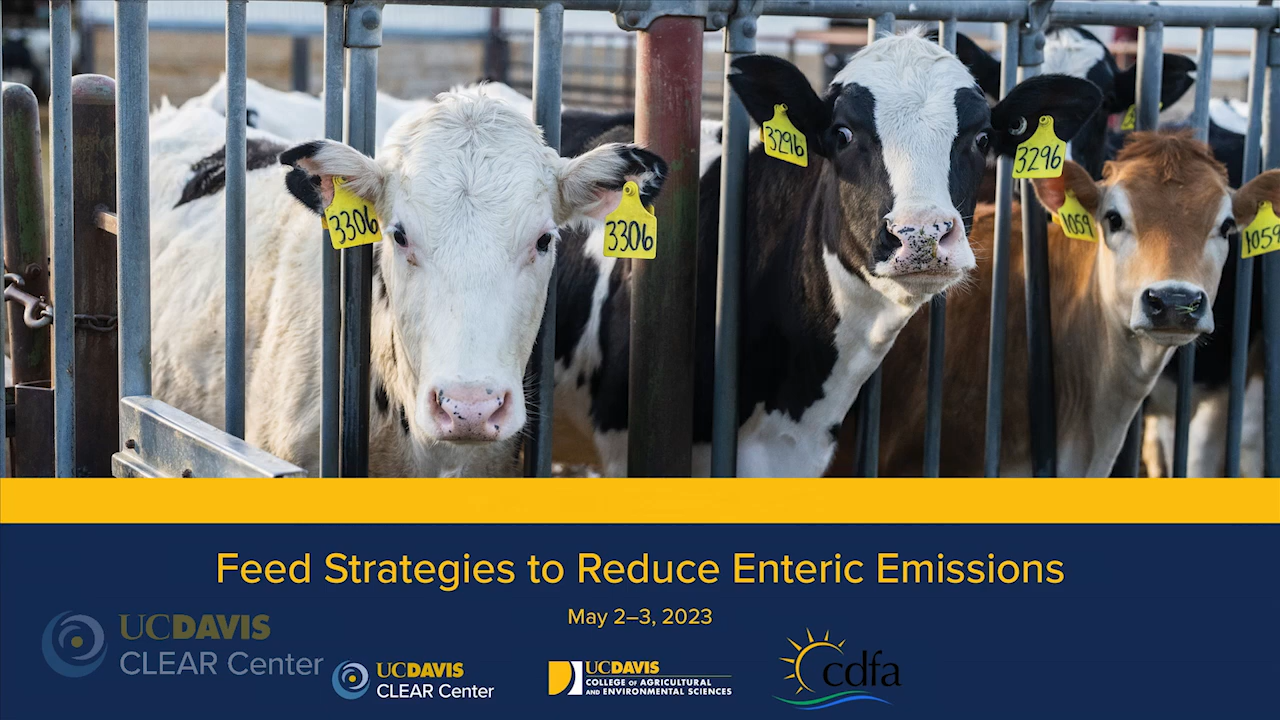 3306
3306
3296
3296
1059
1059
Feed Strategies to Reduce Enteric Emissions
May 2–3, 2023
UCDAVIS
CLEAR Center
UCDAVIS
CLEAR Center
UCDAVIS
COLLEGE OF AGRICULTURAL
AND ENVIRONMENTAL SCIENCES
cdfa